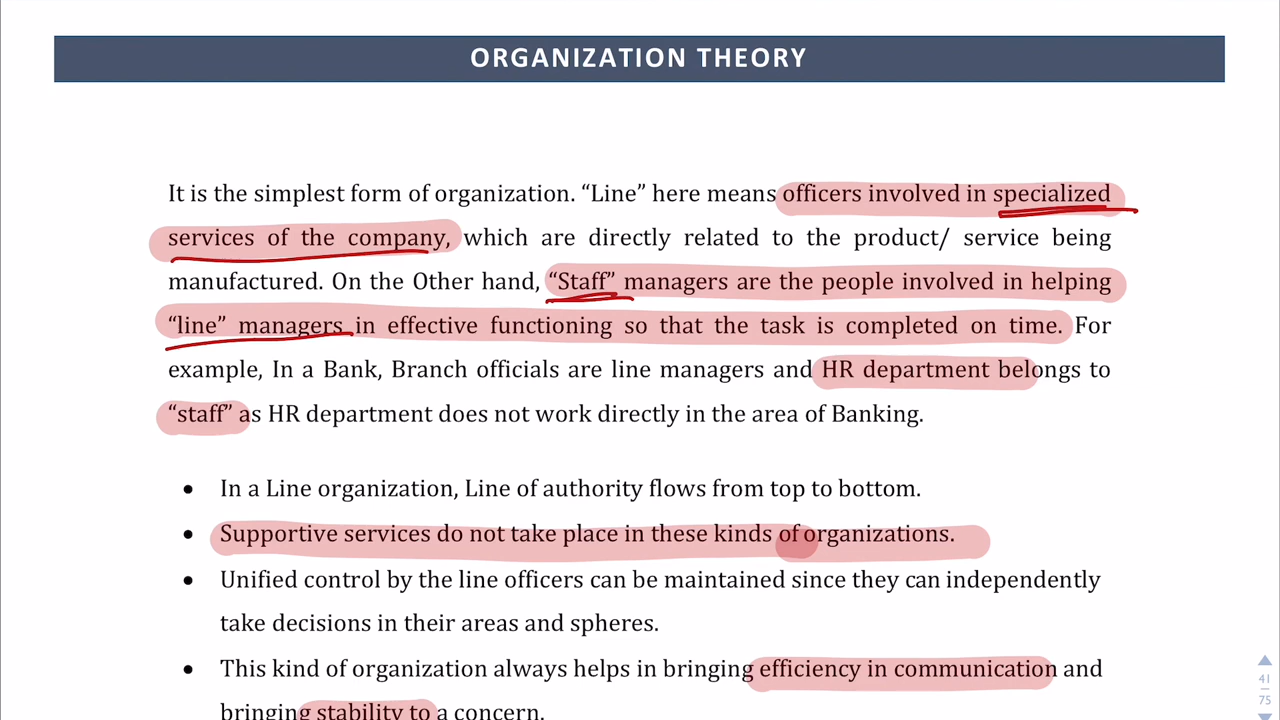 ORGANIZATION THEORY
It is the simplest form of organization. “Line” here means officers involved in specialized
services of the company, which are directly related to the product/ service being
manufactured. On the Other hand, “Staff” managers are the people involved in helping
“line” managers in effective functioning so that the task is completed on time. For
example, In a Bank, Branch officials are line managers and HR department belongs to
“staff” as HR department does not work directly in the area of Banking.
• In a Line organization, Line of authority flows from top to bottom.
• Supportive services do not take place in these kinds of organizations.
• Unified control by the line officers can be maintained since they can independently
take decisions in their areas and spheres.
• This kind of organization always helps in bringing efficiency in communication and
bringing stability to a concern.
41
75